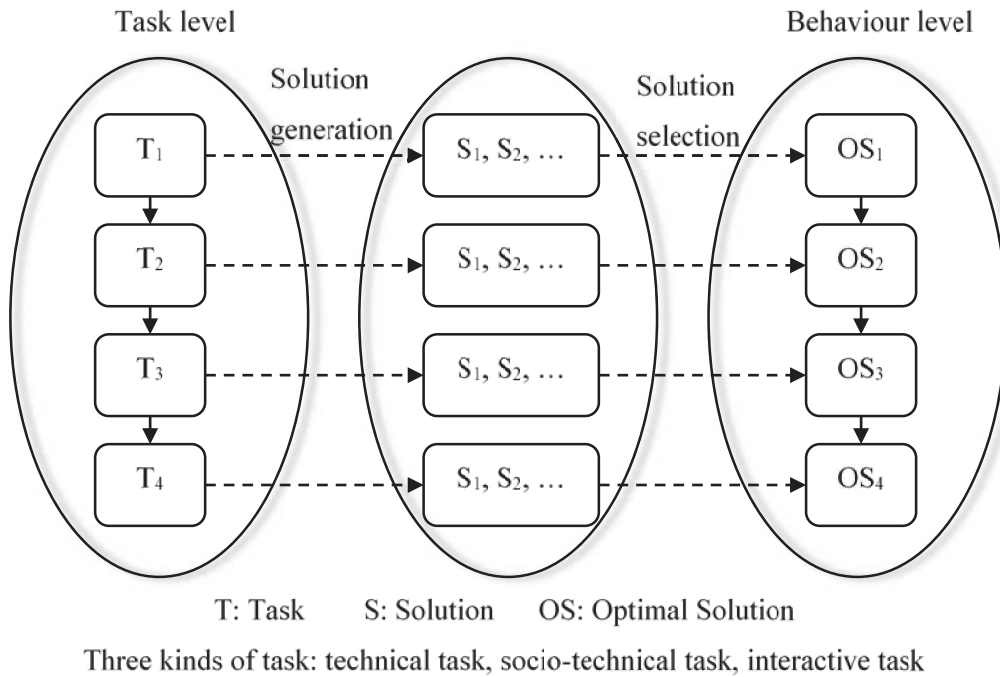 Task level
Behaviour level
Solution
generation
Solution
selection
T₁
S₁, S₂, ...
OS₁
T₂
S₁, S₂, ...
OS₂
T₃
S₁, S₂, ...
OS₃
T₄
S₁, S₂, ...
OS₄
T: Task S: Solution OS: Optimal Solution
Three kinds of task: technical task, socio-technical task, interactive task